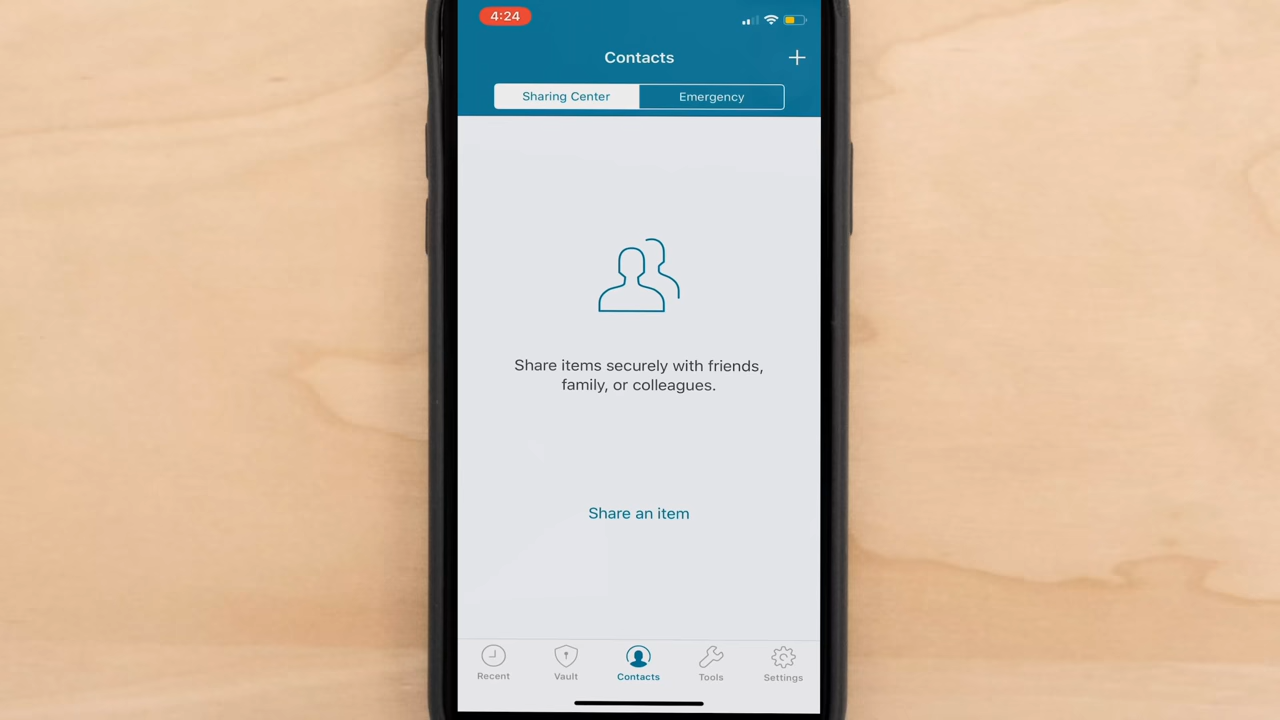 4:24
Contacts
Sharing Center
Emergency
Share items securely with friends,
family, or colleagues.
Share an item
Recent
Vault
Contacts
Tools
Settings